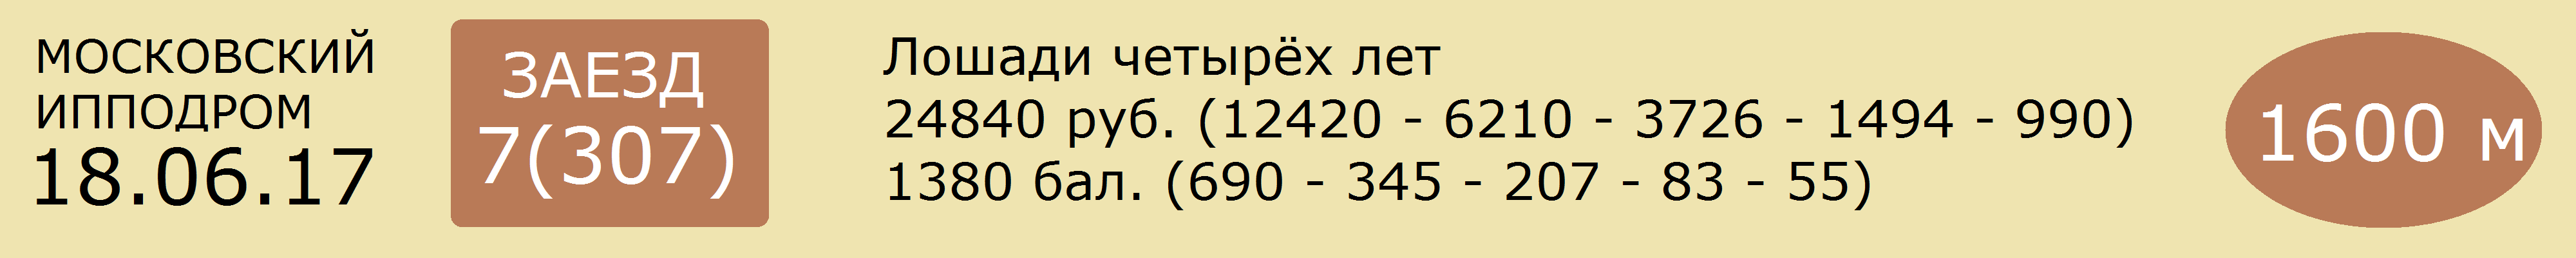 МОСКОВСКИЙ
ИППОДРОМ
18.06.17
ЗАЕЗД
7(307)
Лошади четырёх лет
24840 руб. (12420 - 6210 - 3726 - 1494 - 990)
1380 бал. (690 - 345 - 207 - 83 - 55)
1600 м